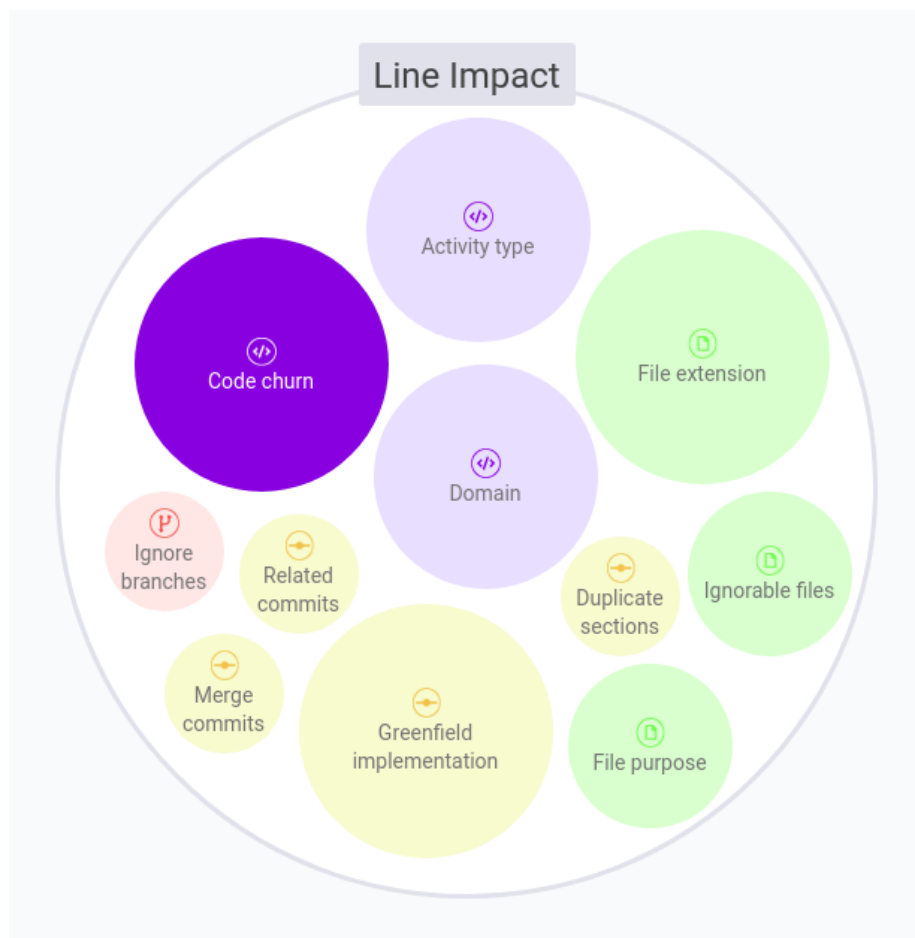 Line Impact
Activity type
Code churn
File extension
Domain
Ignore
branches
Related
commits
Duplicate
sections
Ignorable files
Merge
commits
Greenfield
implementation
File purpose